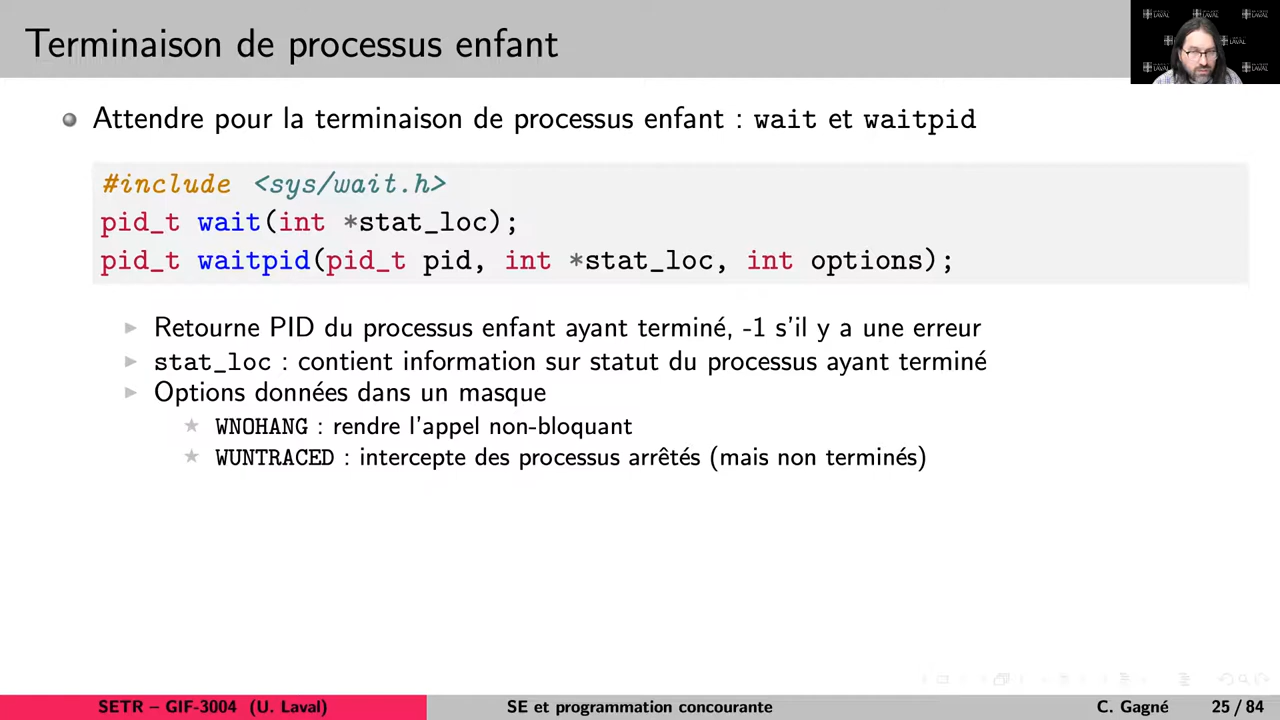 Terminaison de processus enfant
Attendre pour la terminaison de processus enfant : wait et waitpid
#include <sys/wait.h>
pid_t wait(int *stat_loc);
pid_t waitpid(pid_t pid, int *stat_loc, int options);
Retourne PID du processus enfant ayant terminé, -1 s'il y a une erreur
stat_loc : contient information sur statut du processus ayant terminé
Options données dans un masque
WNOHANG : rendre l'appel non-bloquant
WUNTRACED : intercepte des processus arrêtés (mais non terminés)
SETR – GIF-3004 (U. Laval)
SE et programmation concourante
C. Gagné
25 / 84